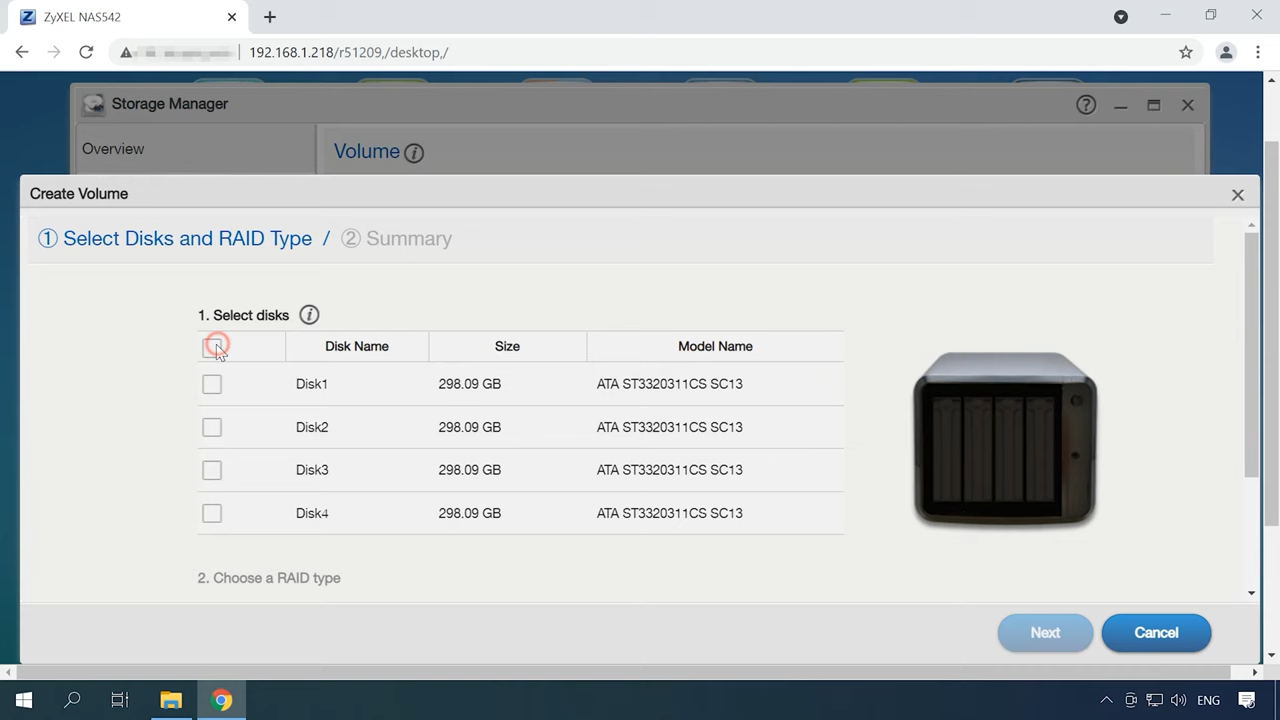 ZyXEL NAS542
192.168.1.218/r51209,/desktop,/
Storage Manager
Overview
Volume
Create Volume
① Select Disks and RAID Type / ② Summary
1. Select disks
Disk Name Size Model Name
Disk1 298.09 GB ATA ST3320311CS SC13
Disk2 298.09 GB ATA ST3320311CS SC13
Disk3 298.09 GB ATA ST3320311CS SC13
Disk4 298.09 GB ATA ST3320311CS SC13
2. Choose a RAID type
Next Cancel
ENG